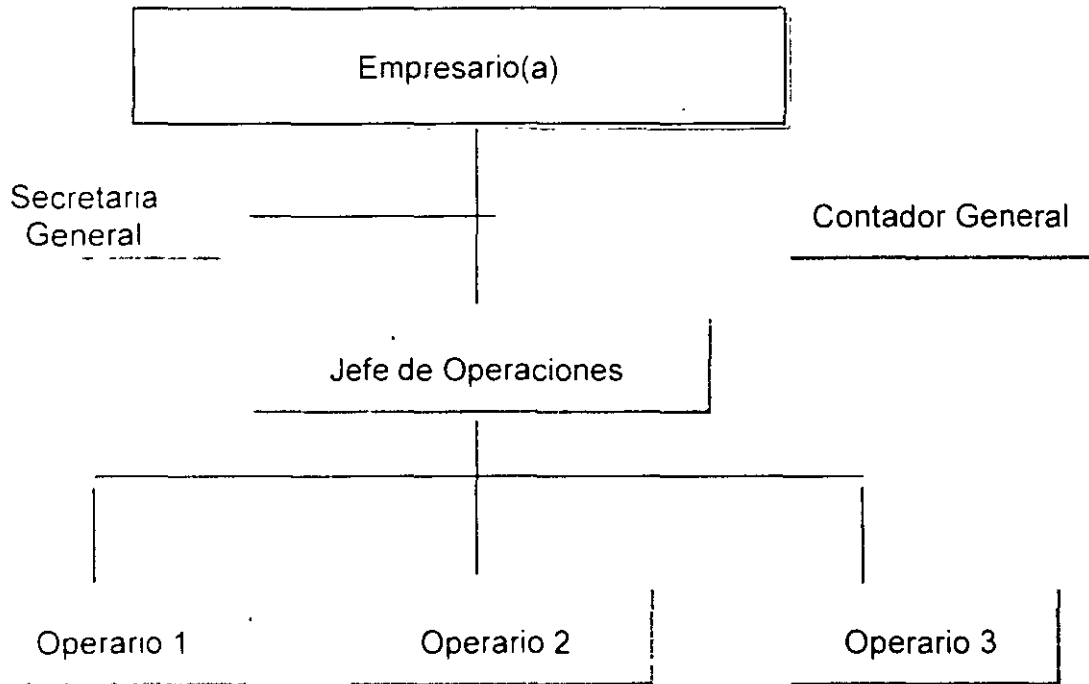 Empresario(a)
Secretaria
General
Contador General
Jefe de Operaciones
Operario 1
Operario 2
Operario 3